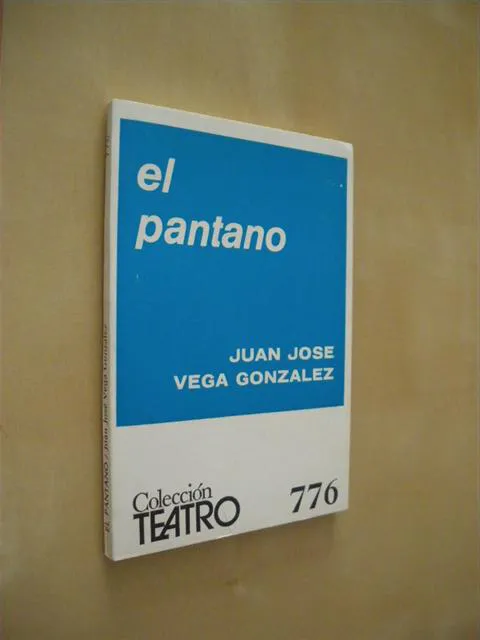 el
pantano
JUAN JOSE
VEGA GONZALEZ
Colección
TEATRO
776
EL PANTANO / Juan José Vega González